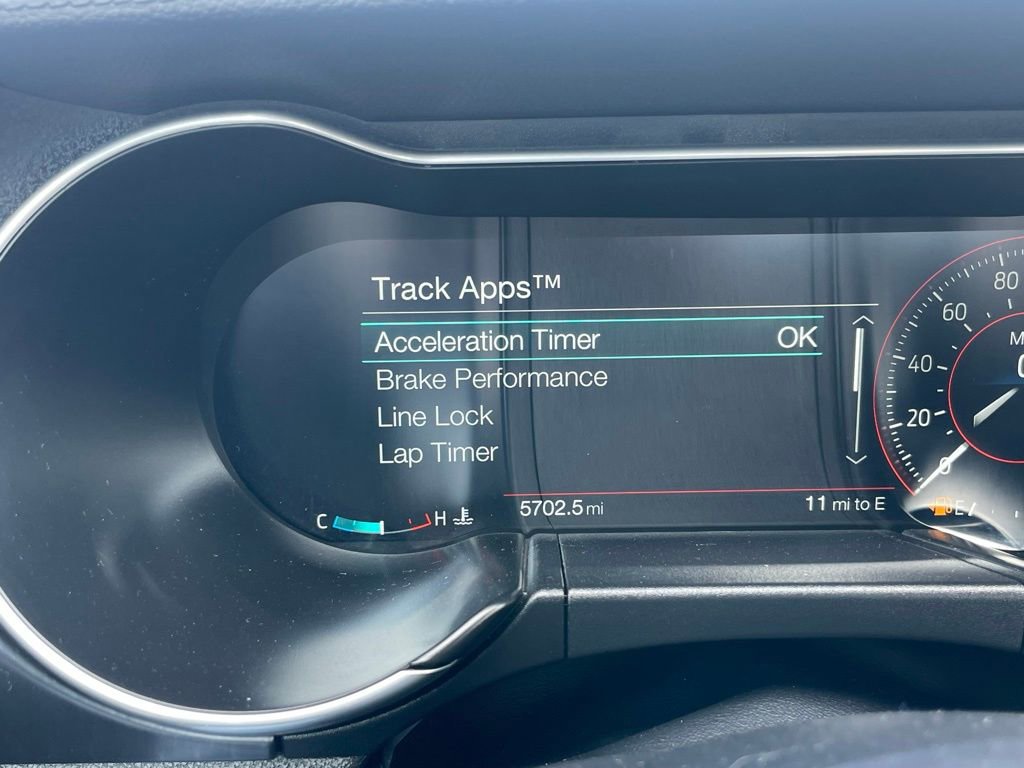 Track Apps™
Acceleration Timer OK
Brake Performance
Line Lock
Lap Timer
C H
5702.5 mi
11 mi to E
80
60
40
20
0
E
M